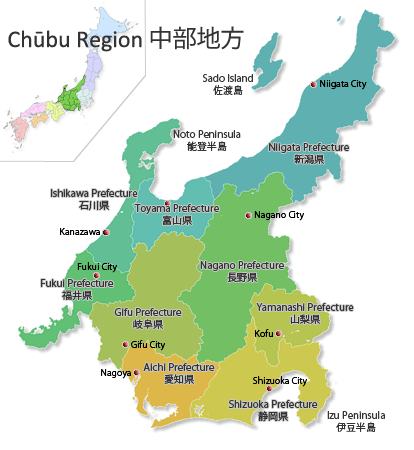 Chūbu Region 中部地方
Sado Island
佐渡島
Niigata City
Noto Peninsula
能登半島
Niigata Prefecture
新潟県
Ishikawa Prefecture
石川県
Toyama Prefecture
富山県
Nagano City
Kanazawa
Fukui City
Nagano Prefecture
長野県
Fukui Prefecture
福井県
Gifu Prefecture
岐阜県
Yamanashi Prefecture
山梨県
Kofu
Gifu City
Nagoya
Aichi Prefecture
愛知県
Shizuoka City
Shizuoka Prefecture
静岡県
Izu Peninsula
伊豆半島